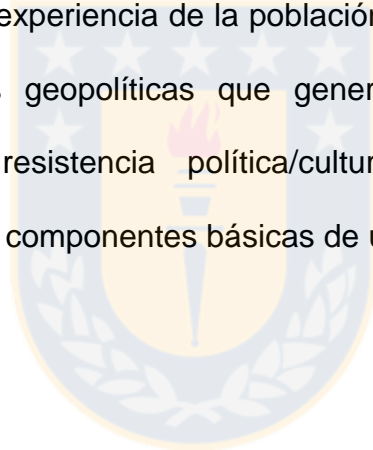 experiencia de la población
geopolíticas que gener
resistencia política/cultur
componentes básicas de u